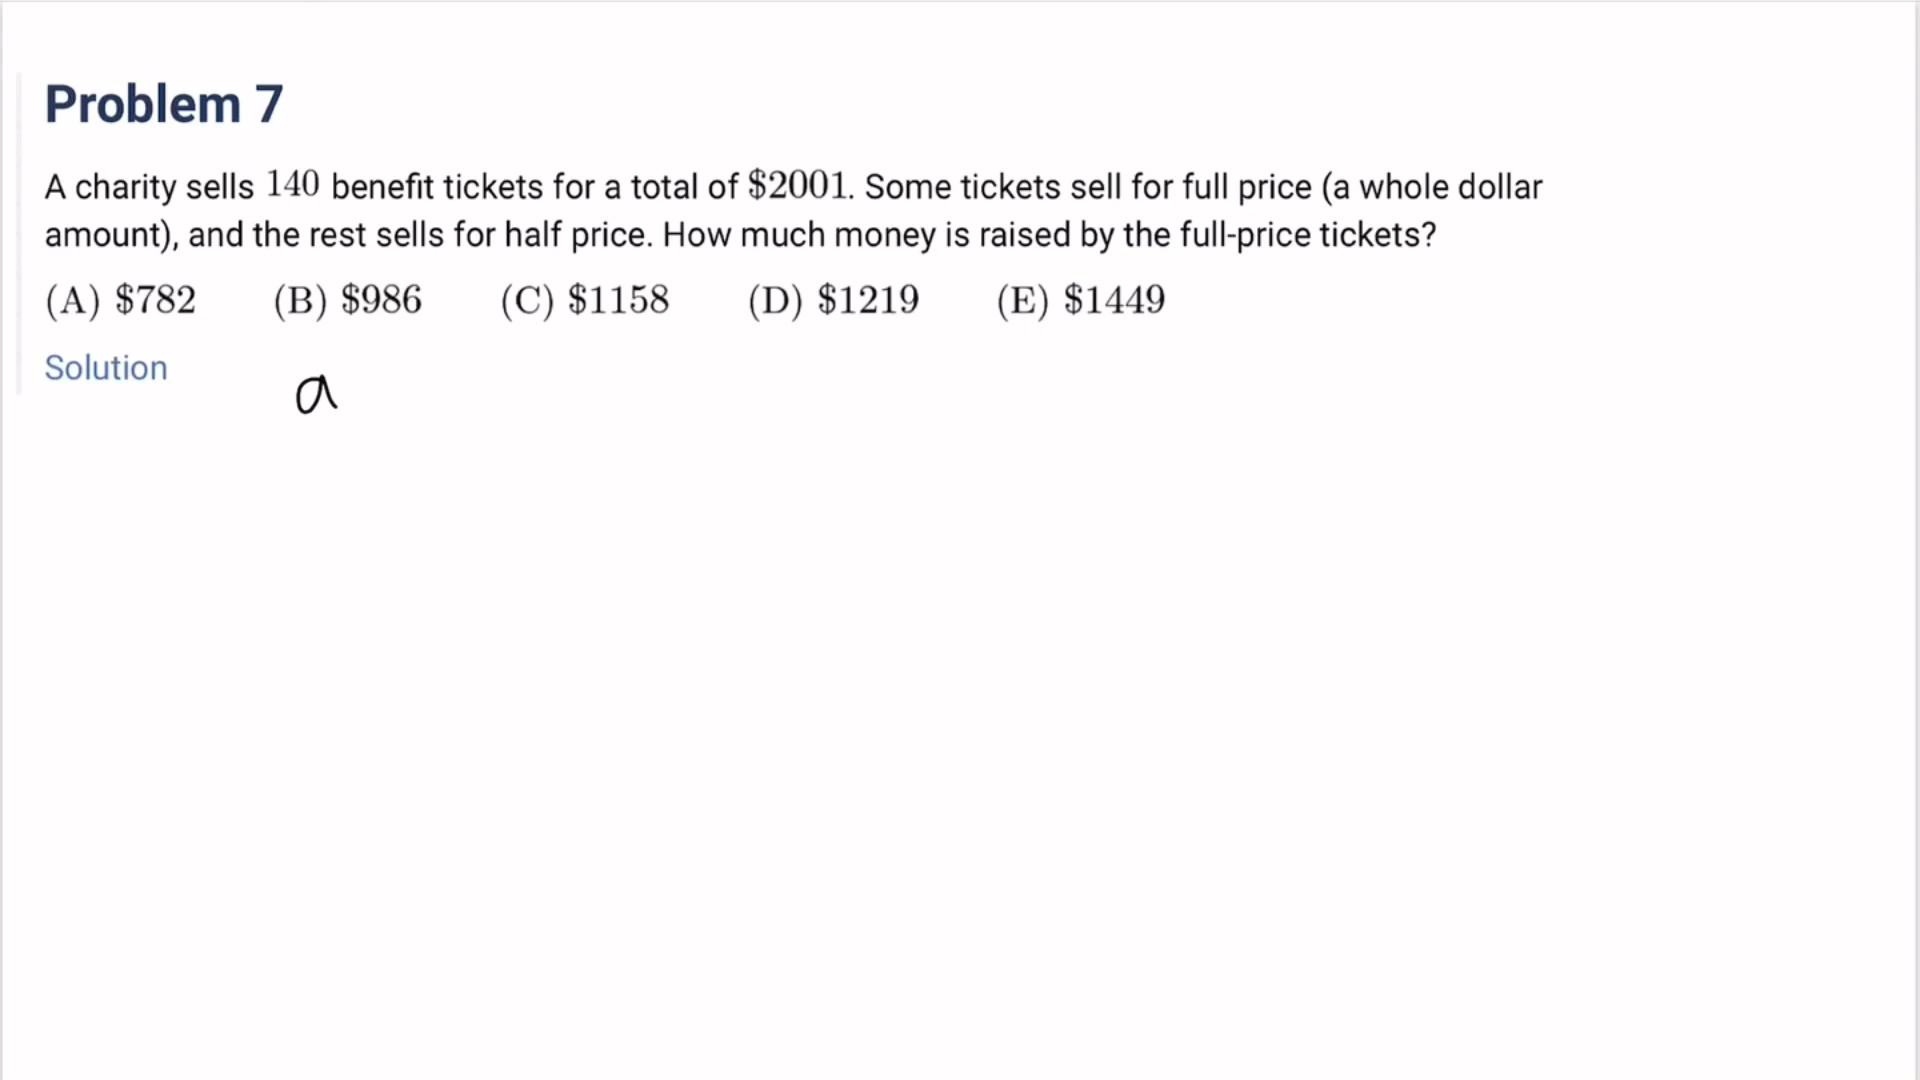 Problem 7
A charity sells 140 benefit tickets for a total of $2001. Some tickets sell for full price (a whole dollar
amount), and the rest sells for half price. How much money is raised by the full-price tickets?
(A) $782 (B) $986 (C) $1158 (D) $1219 (E) $1449
Solution
a